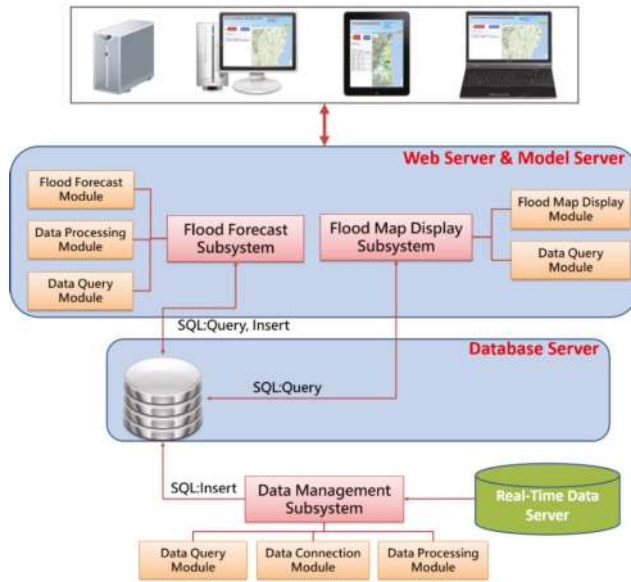 Web Server & Model Server
Flood Forecast
Module
Data Processing
Module
Data Query
Module
Flood Forecast
Subsystem
Flood Map Display
Subsystem
Flood Map Display
Module
Data Query
Module
SQL:Query, Insert
Database Server
SQL:Query
SQL:Insert
Data Management
Subsystem
Real-Time Data
Server
Data Query
Module
Data Connection
Module
Data Processing
Module